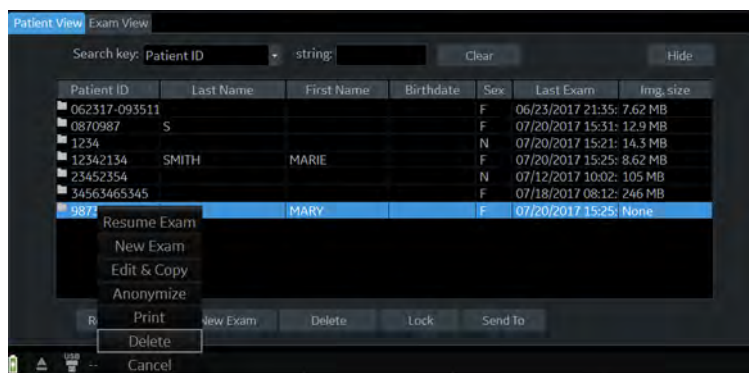 Patient View Exam View
Search key: Patient ID string: Clear Hide
Patient ID Last Name First Name Birthdate Sex Last Exam Img. size
062317-093511 F 06/23/2017 21:35: 7.62 MB
0870987 S F 07/20/2017 15:31: 12.9 MB
1234 N 07/20/2017 15:21: 14.3 MB
12342134 SMITH MARIE F 07/20/2017 15:25: 8.62 MB
23452354 N 07/12/2017 10:02: 105 MB
34563465345 F 07/18/2017 08:12: 246 MB
987 MARY F 07/20/2017 15:25: None
Resume Exam
New Exam
Edit & Copy
Anonymize
Print
Delete
Cancel
R New Exam Delete Lock Send To
USB --